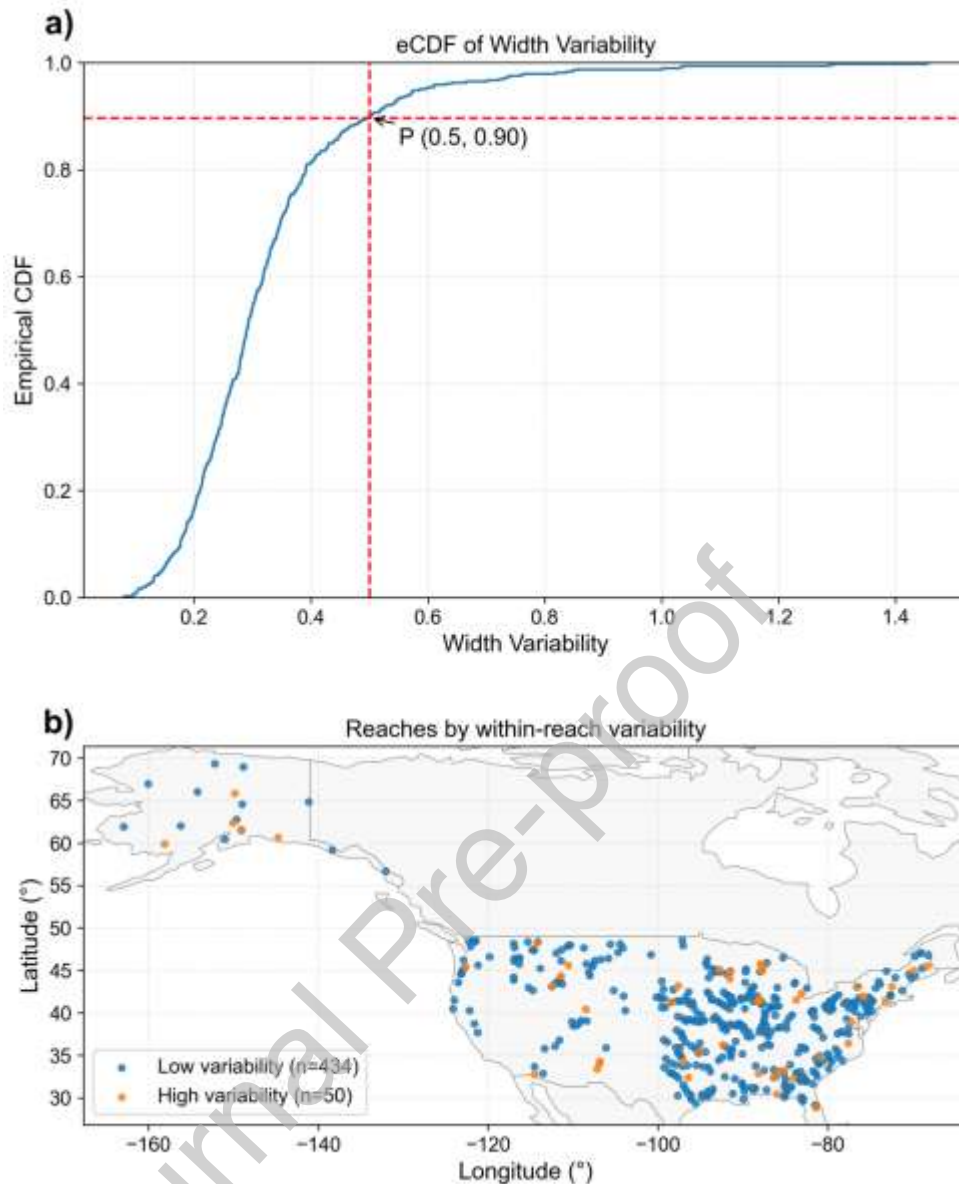 a)
eCDF of Width Variability
1.0
0.8
0.6
0.4
0.2
0.0
Empirical CDF
P (0.5, 0.90)
0.2 0.4 0.6 0.8 1.0 1.2 1.4
Width Variability
b)
Reaches by within-reach variability
70
65
60
55
50
45
40
35
30
Latitude (°)
Low variability (n=434)
High variability (n=50)
−160 −140 −120 −100 −80
Longitude (°)
urnal Pre-proof